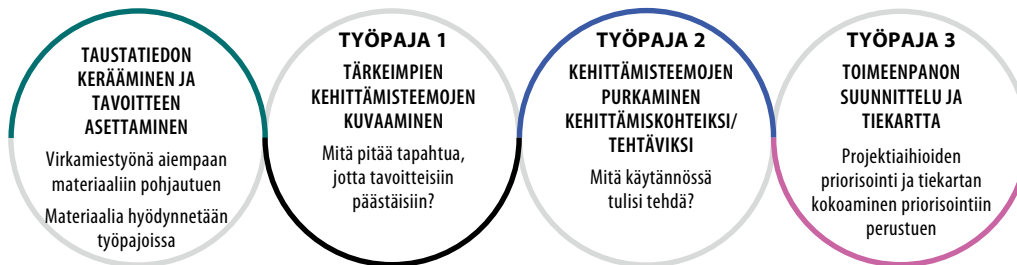 TAUSTATIEDON
KERÄÄMINEN JA
TAVOITTEEN
ASETTAMINEN
Virkamiestyönä aiempaan
materiaaliin pohjautuen
Materiaalia hyödynnetään
työpajoissa
TYÖPAJA 1
TÄRKEIMPIEN
KEHITTÄMISTEEMOJEN
KUVAAMINEN
Mitä pitää tapahtua,
jotta tavoitteisiin
päästäisiin?
TYÖPAJA 2
KEHITTÄMISTEEMOJEN
PURKAMINEN
KEHITTÄMISKOHTEIKSI/
TEHTÄVIKSI
Mitä käytännössä
tulisi tehdä?
TYÖPAJA 3
TOIMEENPANON
SUUNNITTELU JA
TIEKARTTA
Projektiaihioiden
priorisointi ja tiekartan
kokoaminen priorisointiin
perustuen